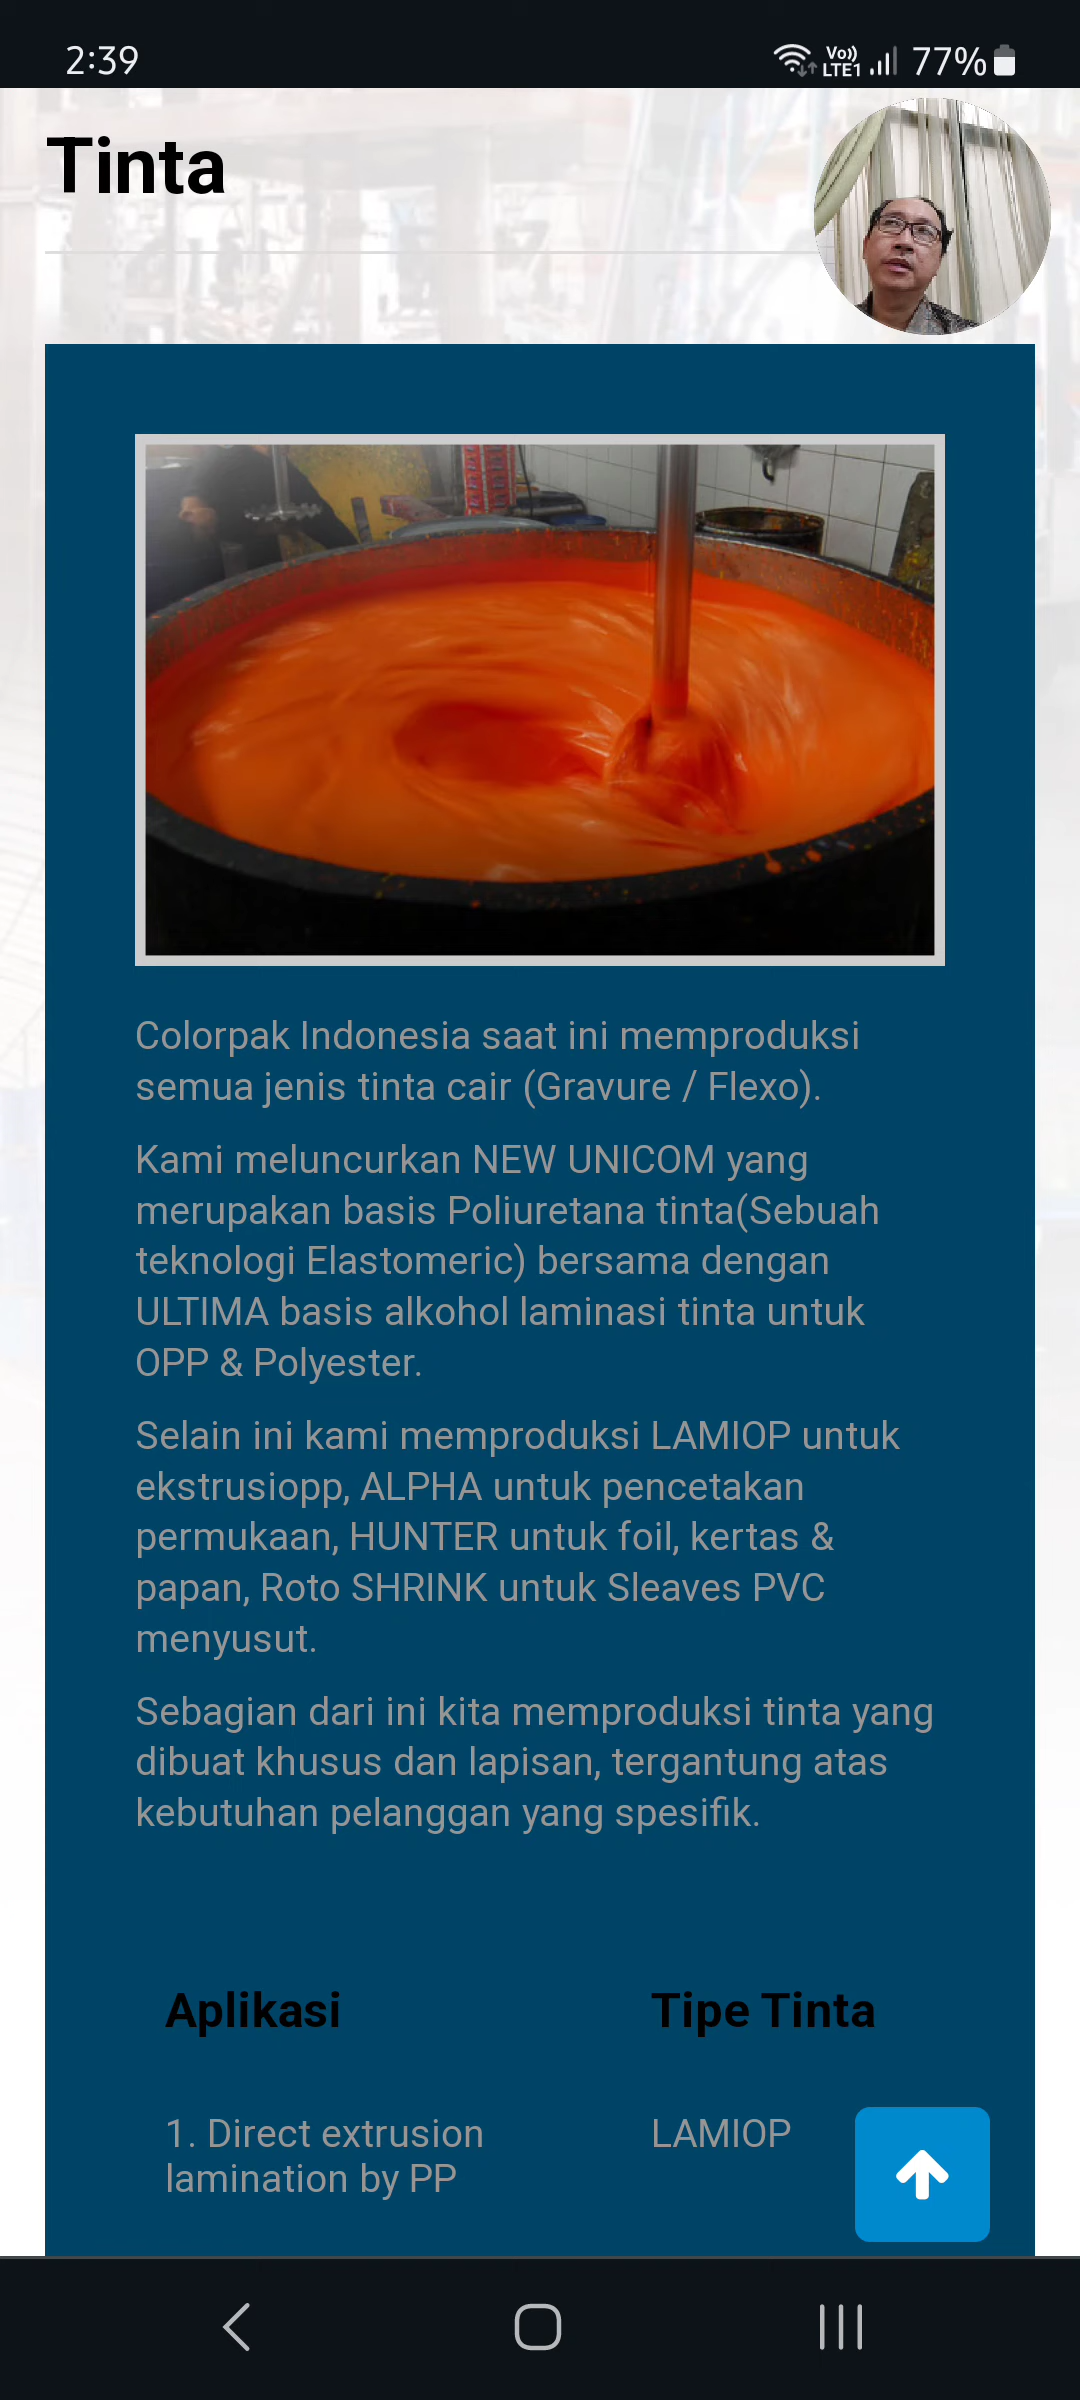 2:39
Vo))
LTE1
77%
Tinta
Colorpak Indonesia saat ini memproduksi
semua jenis tinta cair (Gravure / Flexo).
Kami meluncurkan NEW UNICOM yang
merupakan basis Poliuretana tinta(Sebuah
teknologi Elastomeric) bersama dengan
ULTIMA basis alkohol laminasi tinta untuk
OPP & Polyester.
Selain ini kami memproduksi LAMIOP untuk
ekstrusiopp, ALPHA untuk pencetakan
permukaan, HUNTER untuk foil, kertas &
papan, Roto SHRINK untuk Sleaves PVC
menyusut.
Sebagian dari ini kita memproduksi tinta yang
dibuat khusus dan lapisan, tergantung atas
kebutuhan pelanggan yang spesifik.
Aplikasi
Tipe Tinta
1. Direct extrusion
lamination by PP
LAMIOP